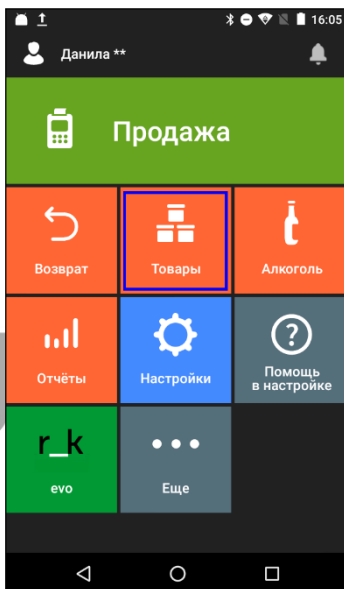 16:05
Данила **
Продажа
Возврат
Товары
Алкоголь
Отчёты
Настройки
?
Помощь
в настройке
r_k
evo
Еще